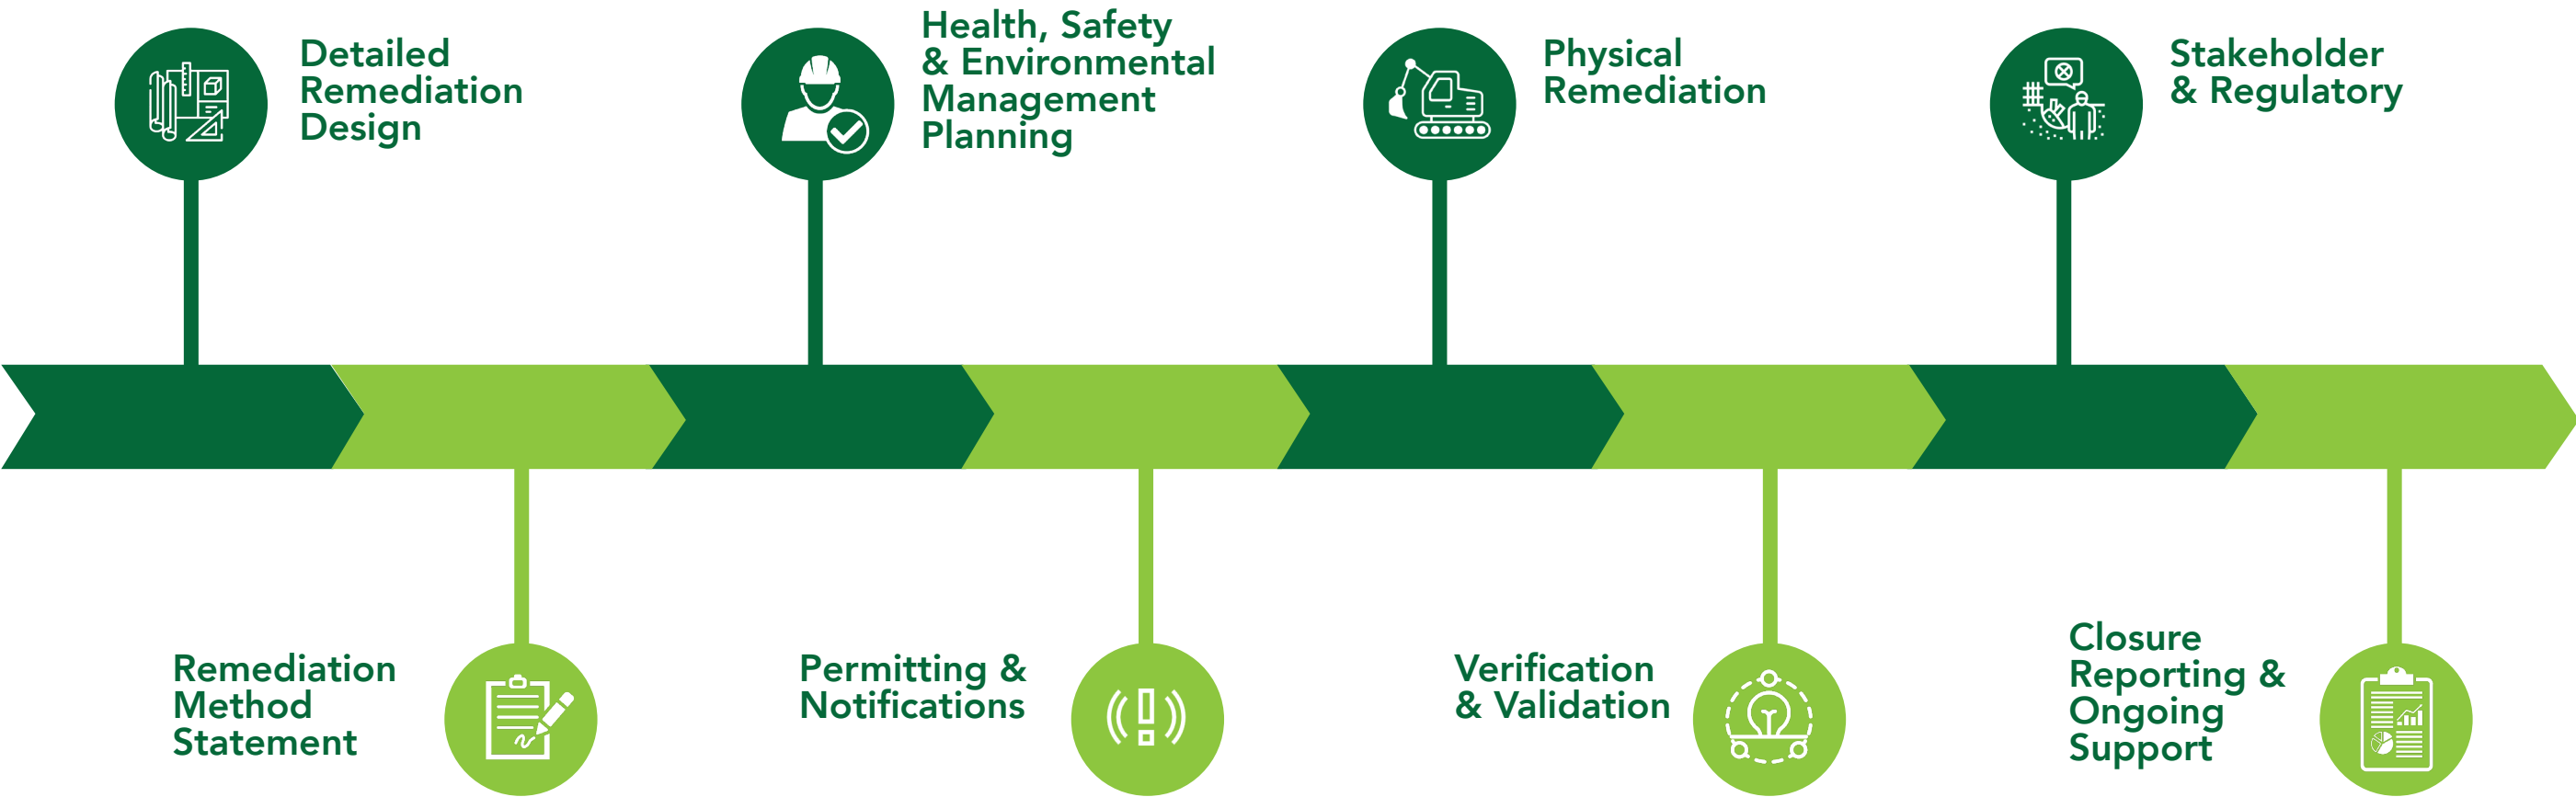 Detailed
Remediation
Design
Health, Safety
& Environmental
Management
Planning
Physical
Remediation
Stakeholder
& Regulatory
Remediation
Method
Statement
Permitting &
Notifications
Verification
& Validation
Closure
Reporting &
Ongoing
Support